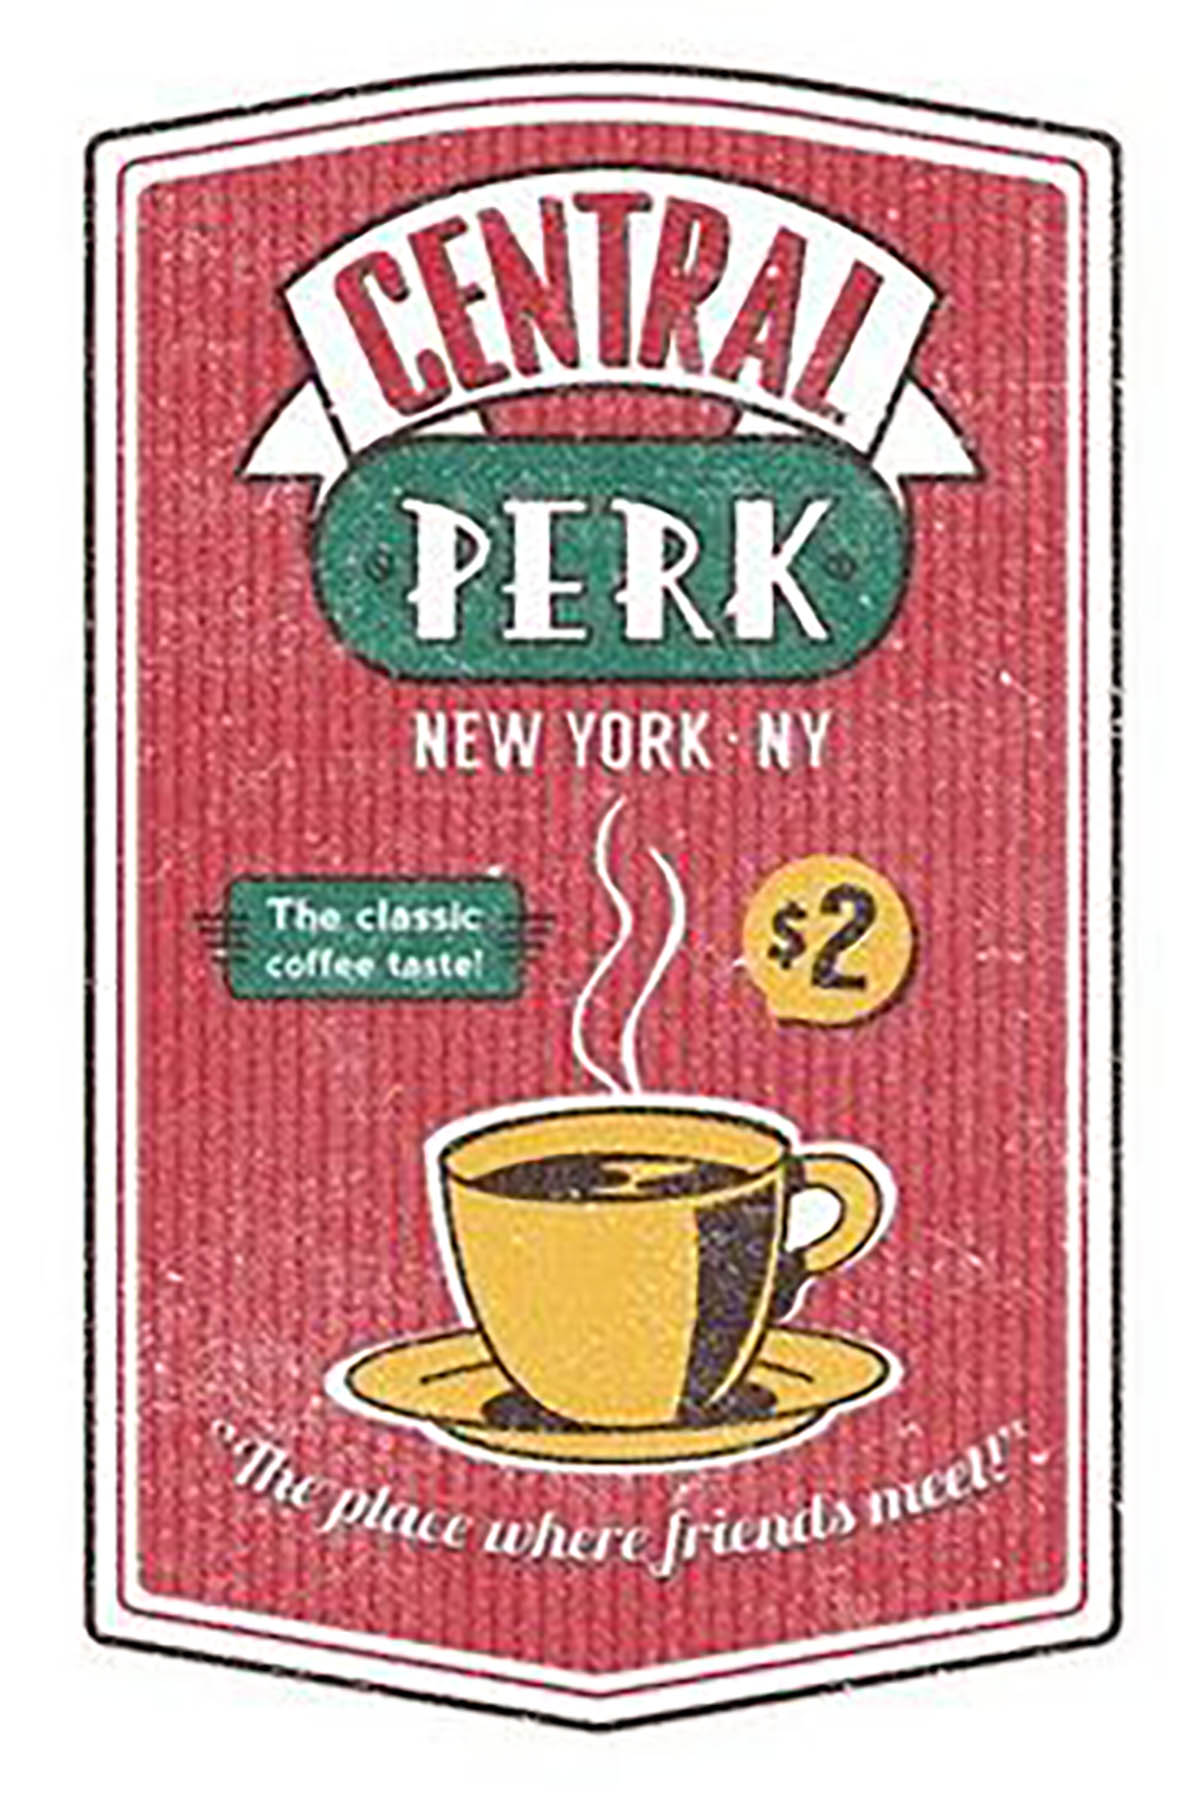 CENTRAL
PERK
NEW YORK · NY
The classic
coffee taste!
$2
"The place where friends meet!"